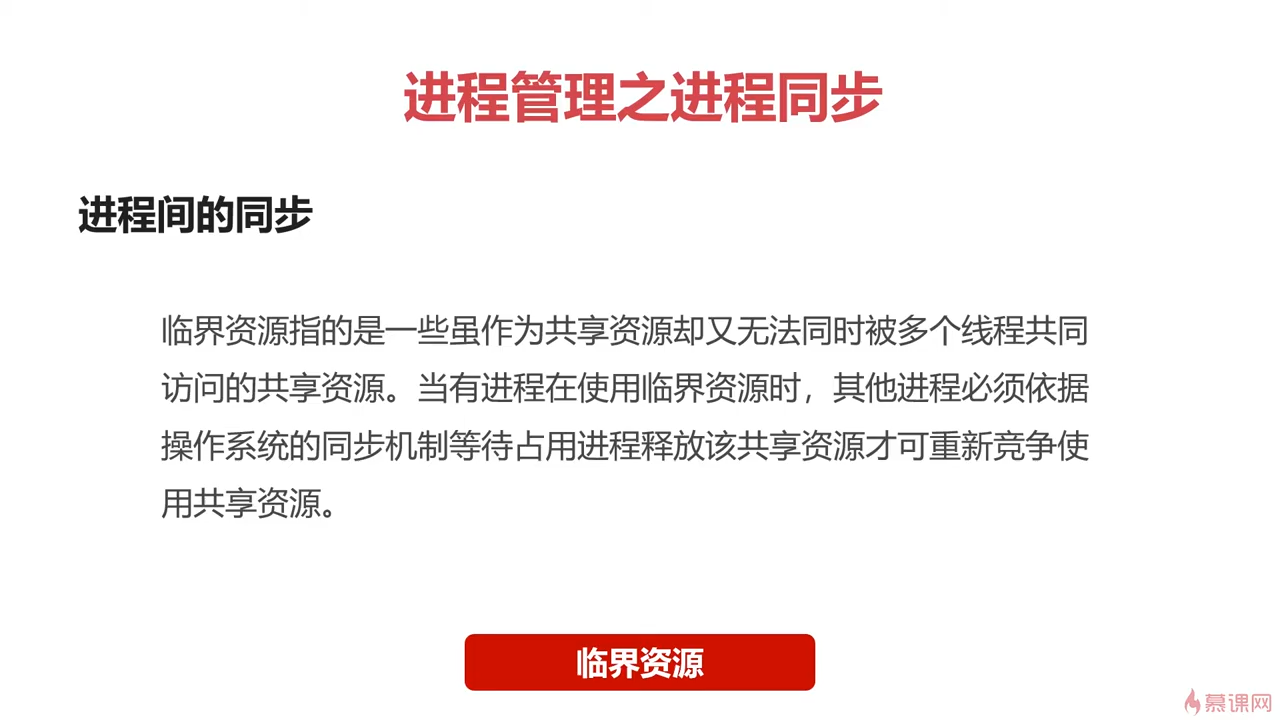 进程管理之进程同步
进程间的同步
临界资源指的是一些虽作为共享资源却又无法同时被多个线程共同
访问的共享资源。当有进程在使用临界资源时，其他进程必须依据
操作系统的同步机制等待占用进程释放该共享资源才可重新竞争使
用共享资源。
临界资源
慕课网